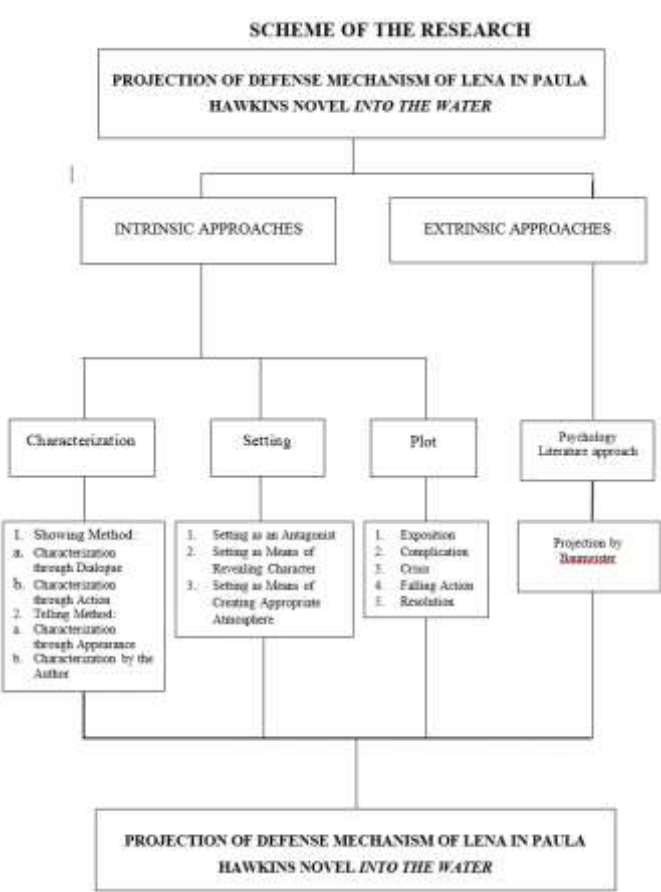 SCHEME OF THE RESEARCH
PROJECTION OF DEFENSE MECHANISM OF LENA IN PAULA
HAWKINS NOVEL INTO THE WATER
INTRINSIC APPROACHES
EXTRINSIC APPROACHES
Characterization
Setting
Plot
Psychology
Literature approach
1. Showing Method:
a. Characterization
through Dialogue
b. Characterization
through Action
2. Telling Method:
a. Characterization
through Appearance
b. Characterization by the
Author
1. Setting as an Antagonist
2. Setting as Means of
Revealing Character
3. Setting as Means of
Creating Appropriate
Atmosphere
1. Exposition
2. Complication
3. Crisis
4. Falling Action
5. Resolution
Projection by
Baumeister
PROJECTION OF DEFENSE MECHANISM OF LENA IN PAULA
HAWKINS NOVEL INTO THE WATER